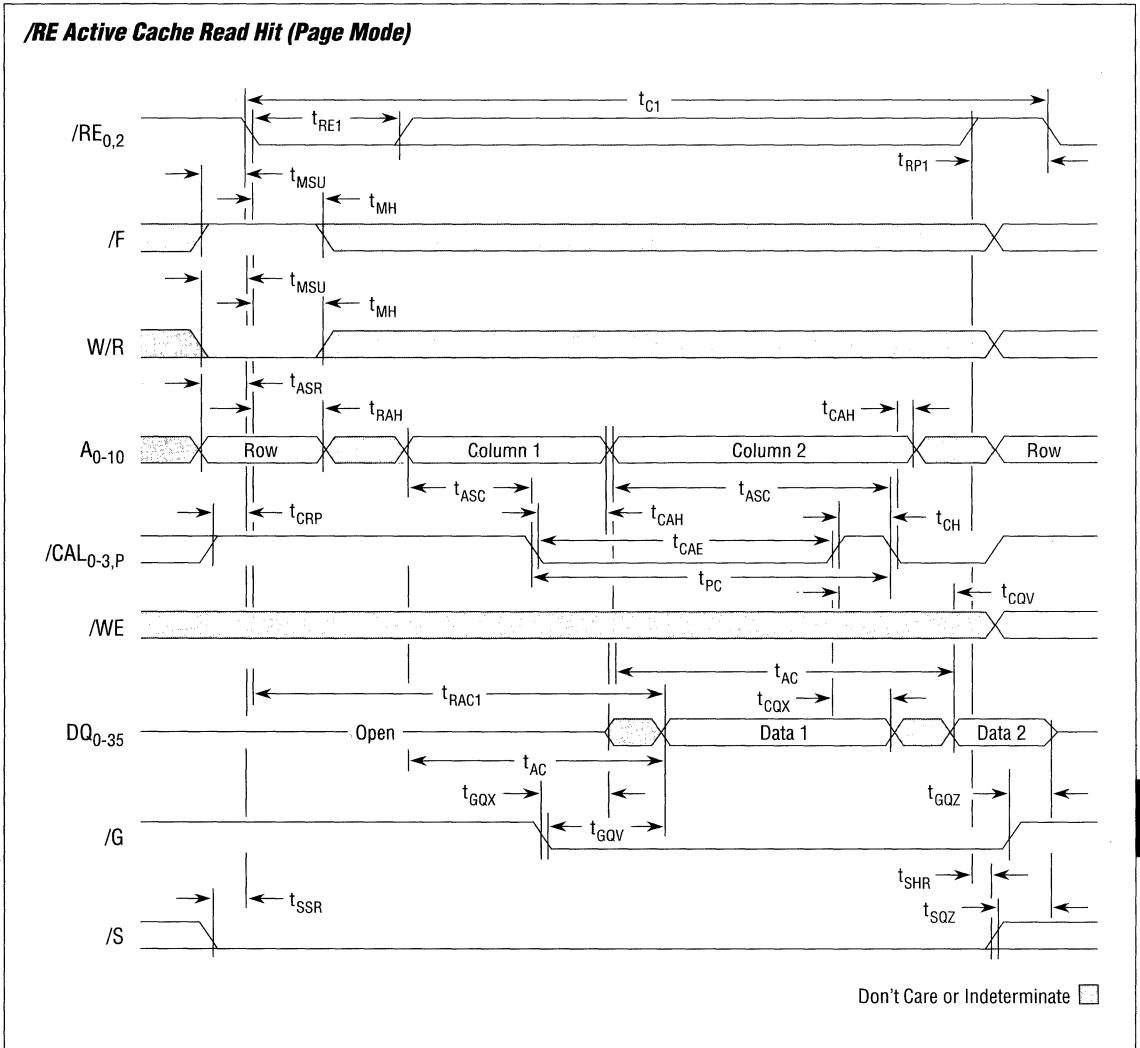 /RE Active Cache Read Hit (Page Mode)
tC1
tRE1
/RE0,2
tRP1
tMSU
tMH
/F
tMSU
tMH
W/R
tASR
tRAH
tCAH
A0-10
Row
Column 1
Column 2
Row
tASC
tASC
tCRP
tCAH
tCH
/CAL0-3,P
tCAE
tPC
tCQV
/WE
tAC
tRAC1
tCQX
DQ0-35
Open
Data 1
Data 2
tAC
tGQX
tGQZ
/G
tGQV
tSHR
tSSR
tSQZ
/S
Don't Care or Indeterminate